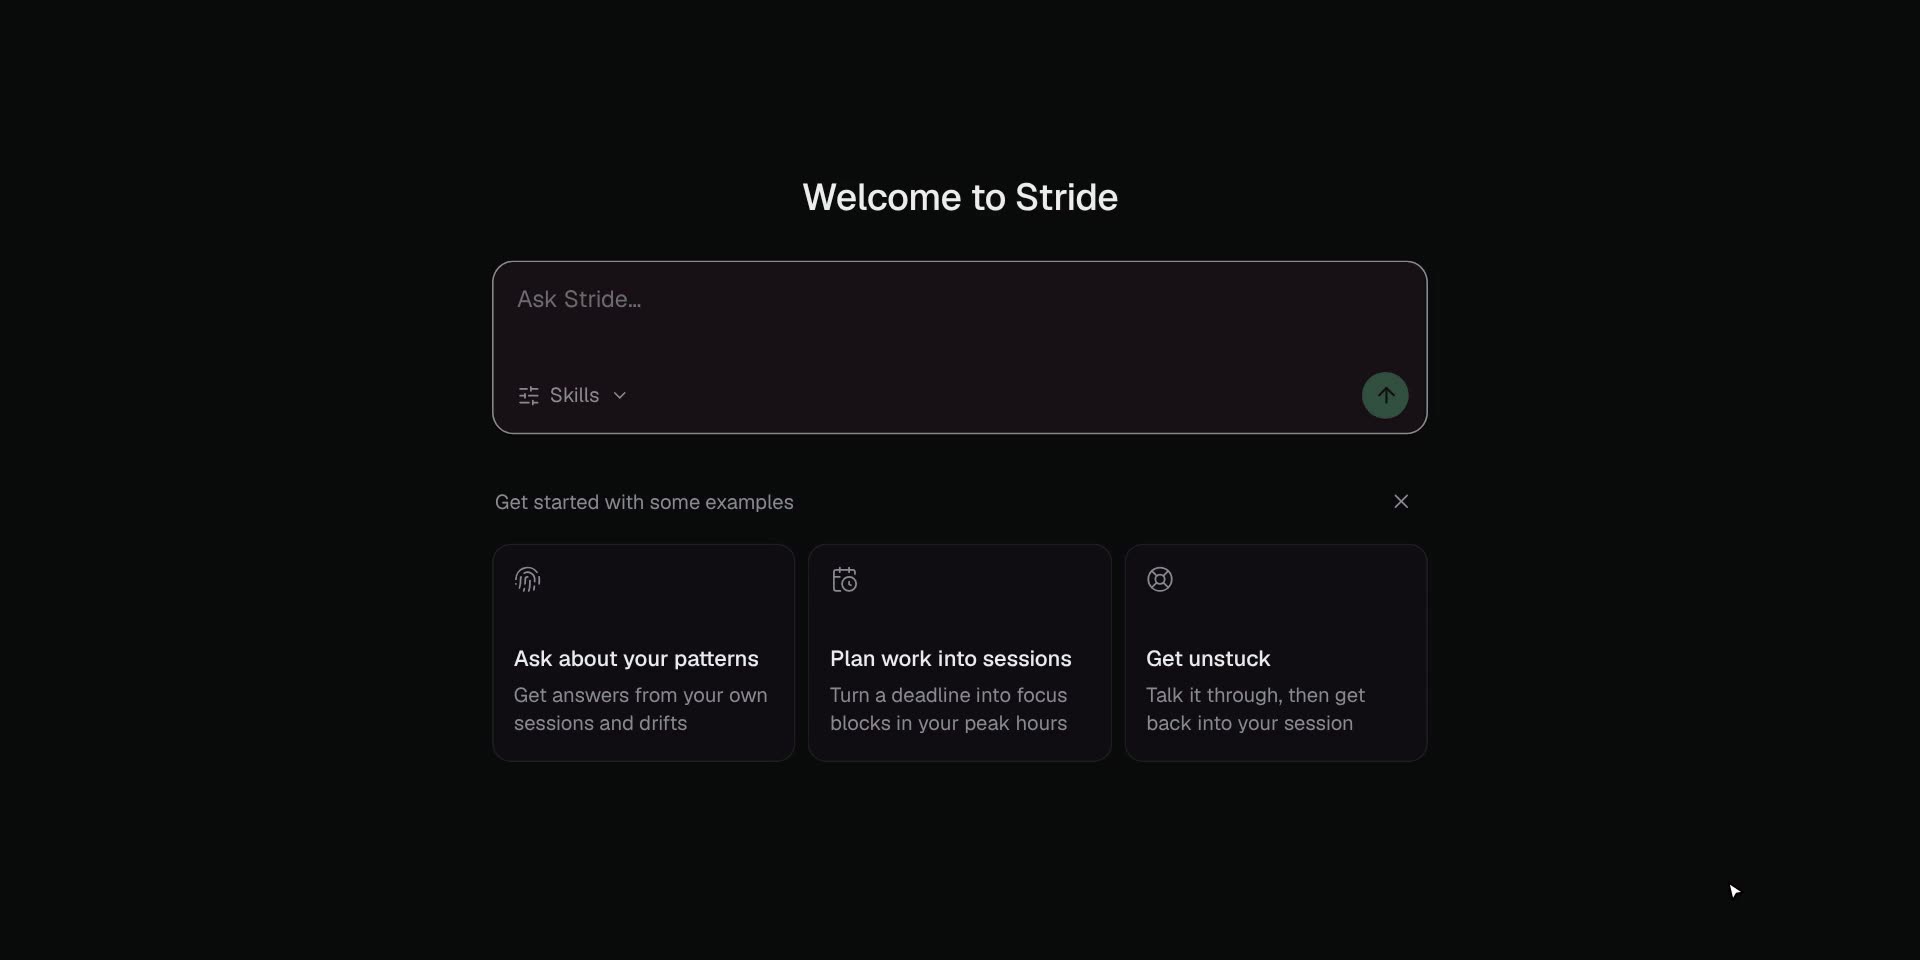 Welcome to Stride
Ask Stride...
Skills
Get started with some examples
Ask about your patterns
Get answers from your own
sessions and drifts
Plan work into sessions
Turn a deadline into focus
blocks in your peak hours
Get unstuck
Talk it through, then get
back into your session